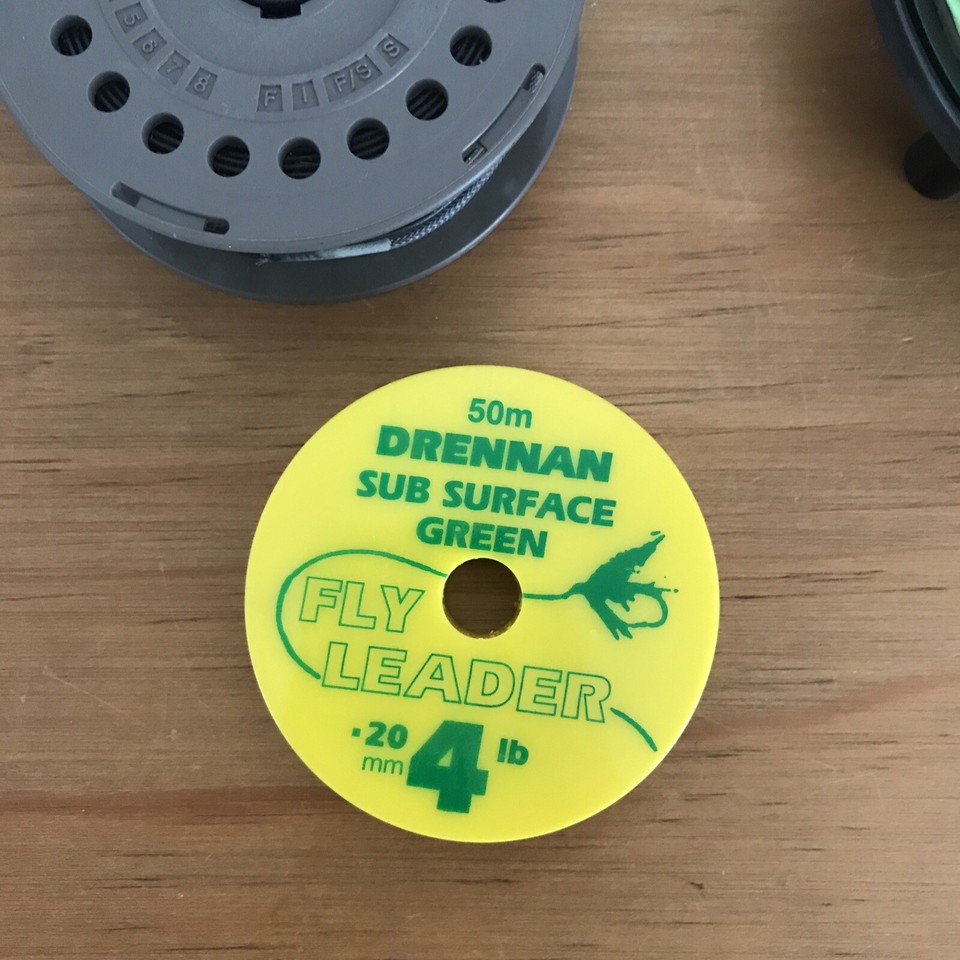 5 6 7 8 F I F/S S
50m
DRENNAN
SUB SURFACE
GREEN
FLY
LEADER
.20 mm 4 lb